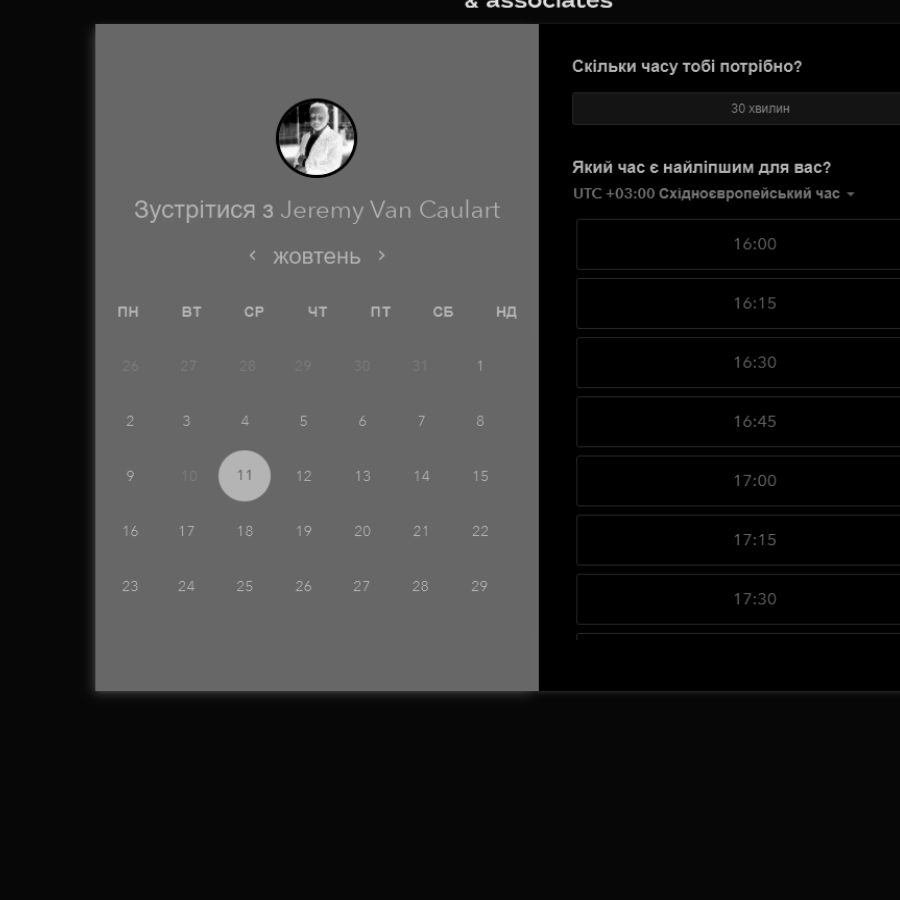 & associates
Зустрітися з Jeremy Van Caulart
жовтень
ПН ВТ СР ЧТ ПТ СБ НД
26 27 28 29 30 31 1
2 3 4 5 6 7 8
9 10 11 12 13 14 15
16 17 18 19 20 21 22
23 24 25 26 27 28 29
Скільки часу тобі потрібно?
30 хвилин
Який час є найліпшим для вас?
UTC +03:00 Східноєвропейський час
16:00
16:15
16:30
16:45
17:00
17:15
17:30